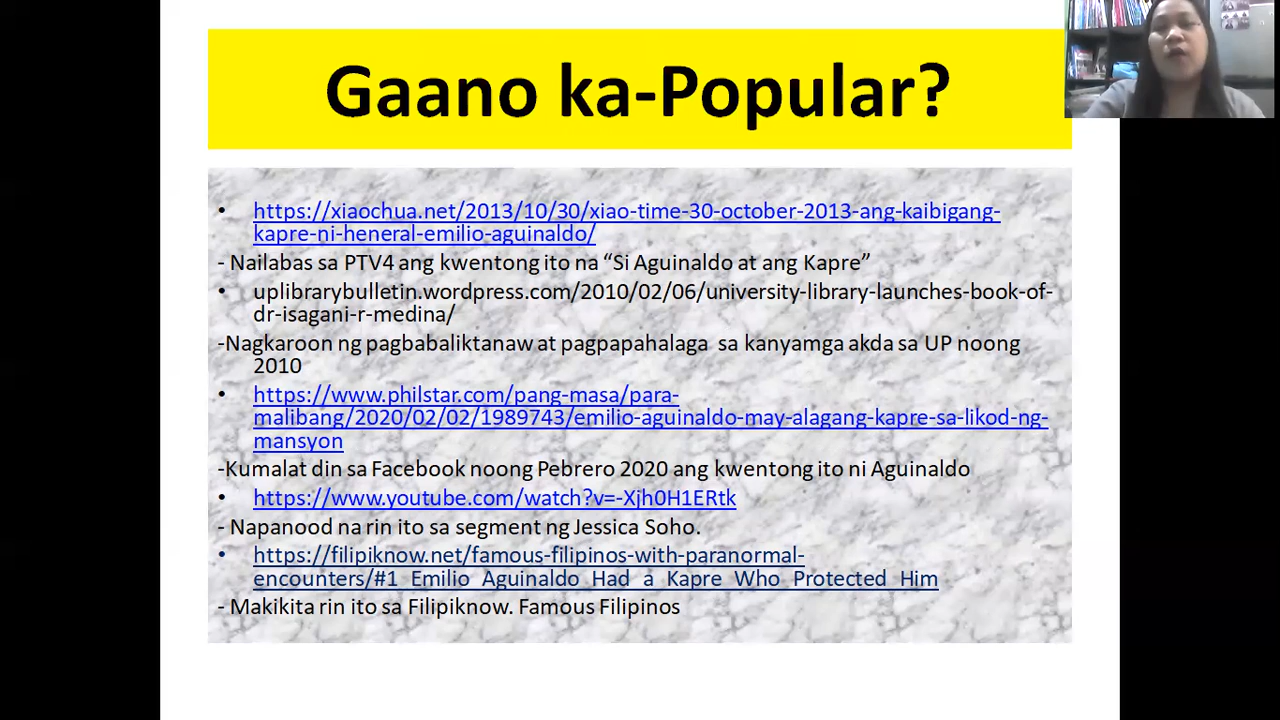 Gaano ka-Popular?
• https://xiaochua.net/2013/10/30/xiao-time-30-october-2013-ang-kaibigang-
kapre-ni-heneral-emilio-aguinaldo/
- Nailabas sa PTV4 ang kwentong ito na “Si Aguinaldo at ang Kapre”
• uplibrarybulletin.wordpress.com/2010/02/06/university-library-launches-book-of-
dr-isagani-r-medina/
-Nagkaroon ng pagbabaliktanaw at pagpapahalaga sa kanyamga akda sa UP noong
2010
• https://www.philstar.com/pang-masa/para-
malibang/2020/02/02/1989743/emilio-aguinaldo-may-alagang-kapre-sa-likod-ng-
mansyon
-Kumalat din sa Facebook noong Pebrero 2020 ang kwentong ito ni Aguinaldo
• https://www.youtube.com/watch?v=-Xjh0H1ERtk
- Napanood na rin ito sa segment ng Jessica Soho.
• https://filipiknow.net/famous-filipinos-with-paranormal-
encounters/#1_Emilio_Aguinaldo_Had_a_Kapre_Who_Protected_Him
- Makikita rin ito sa Filipiknow. Famous Filipinos